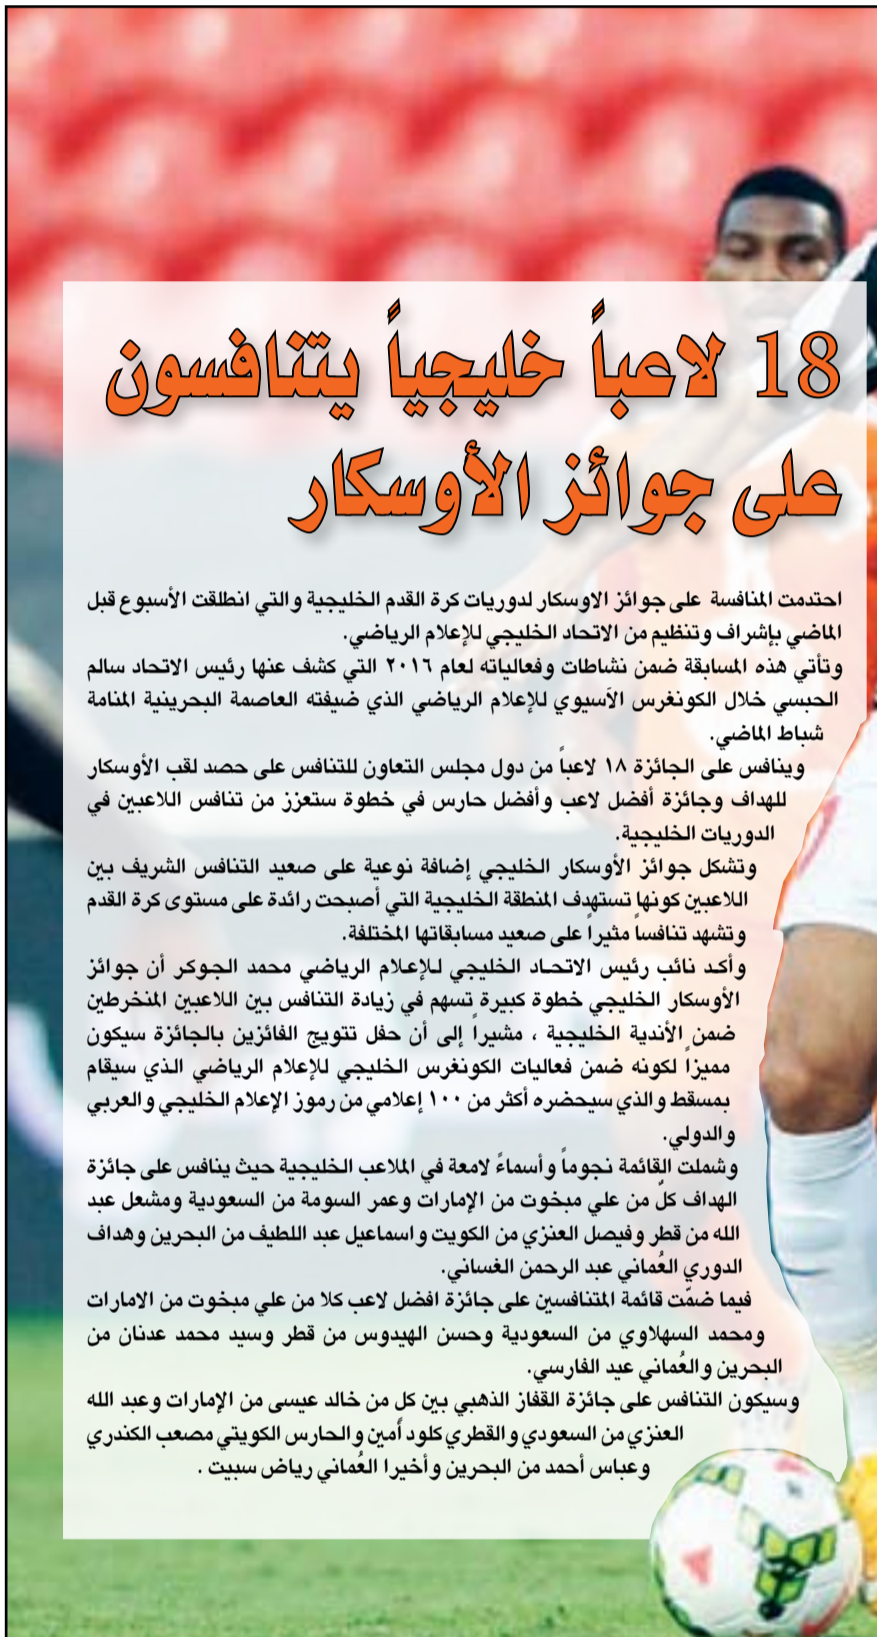 18 لاعباً خليجياً يتنافسون
على جوائز الأوسكار
احتدمت المنافسة على جوائز الاوسكار لدوريات كرة القدم الخليجية والتي انطلقت الأسبوع قبل
الماضي بإشراف وتنظيم من الاتحاد الخليجي للإعلام الرياضي.
وتأتي هذه المسابقة ضمن نشاطات وفعالياته لعام ٢٠١٦ التي كشف عنها رئيس الاتحاد سالم
الحبسي خلال الكونغرس الآسيوي للإعلام الرياضي الذي ضيفته العاصمة البحرينية المنامة
شباط الماضي.
وينافس على الجائزة ١٨ لاعباً من دول مجلس التعاون للتنافس على حصد لقب الأوسكار
للهداف وجائزة أفضل لاعب وأفضل حارس في خطوة ستعزز من تنافس اللاعبين في
الدوريات الخليجية.
وتشكل جوائز الأوسكار الخليجي إضافة نوعية على صعيد التنافس الشريف بين
اللاعبين كونها تستهدف المنطقة الخليجية التي أصبحت رائدة على مستوى كرة القدم
وتشهد تنافساً مثيراً على صعيد مسابقاتها المختلفة.
وأكد نائب رئيس الاتحاد الخليجي للإعلام الرياضي محمد الجوكر أن جوائز
الأوسكار الخليجي خطوة كبيرة تسهم في زيادة التنافس بين اللاعبين المنخرطين
ضمن الأندية الخليجية ، مشيراً إلى أن حفل تتويج الفائزين بالجائزة سيكون
مميزاً لكونه ضمن فعاليات الكونغرس الخليجي للإعلام الرياضي الذي سيقام
بمسقط والذي سيحضره أكثر من ١٠٠ إعلامي من رموز الإعلام الخليجي والعربي
والدولي.
وشملت القائمة نجوماً وأسماءً لامعة في الملاعب الخليجية حيث ينافس على جائزة
الهداف كلٌ من علي مبخوت من الإمارات وعمر السومة من السعودية ومشعل عبد
الله من قطر وفيصل العنزي من الكويت واسماعيل عبد اللطيف من البحرين وهداف
الدوري العُماني عبد الرحمن الغساني.
فيما ضمّت قائمة المتنافسين على جائزة افضل لاعب كلا من علي مبخوت من الامارات
ومحمد السهلاوي من السعودية وحسن الهيدوس من قطر وسيد محمد عدنان من
البحرين والعُماني عيد الفارسي.
وسيكون التنافس على جائزة القفاز الذهبي بين كل من خالد عيسى من الإمارات وعبد الله
العنزي من السعودي والقطري كلود أمين والحارس الكويتي مصعب الكندري
وعباس أحمد من البحرين وأخيرا العُماني رياض سبيت .